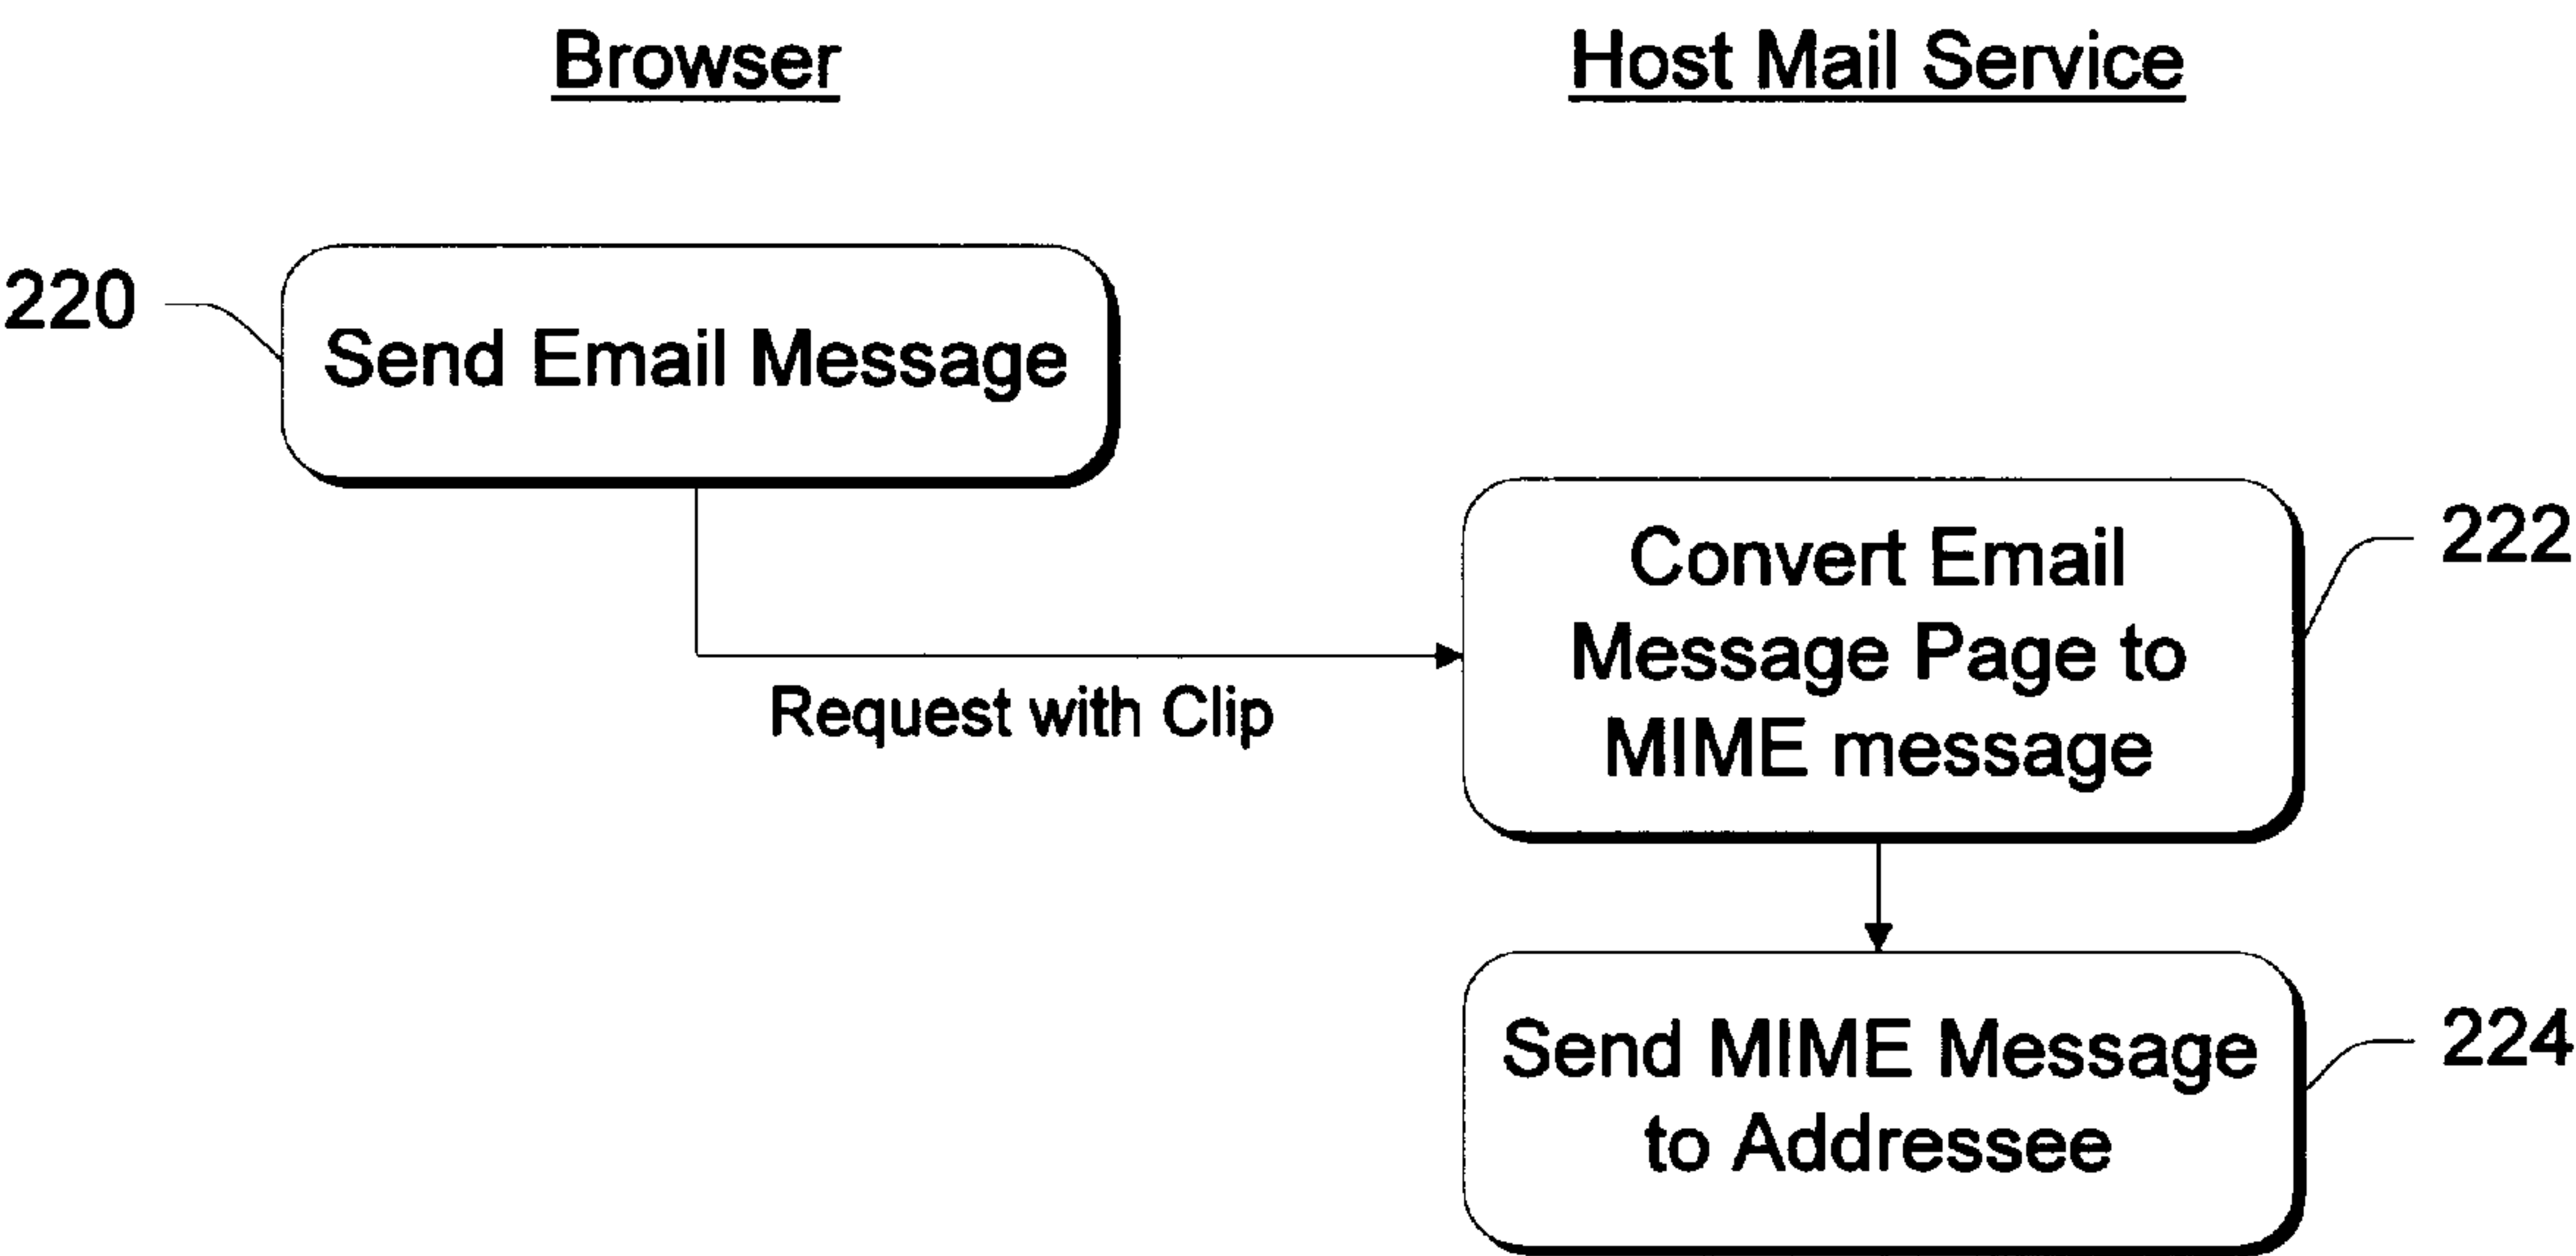 Browser
Host Mail Service
220
Send Email Message
Request with Clip
Convert Email
Message Page to
MIME message
222
Send MIME Message
to Addressee
224